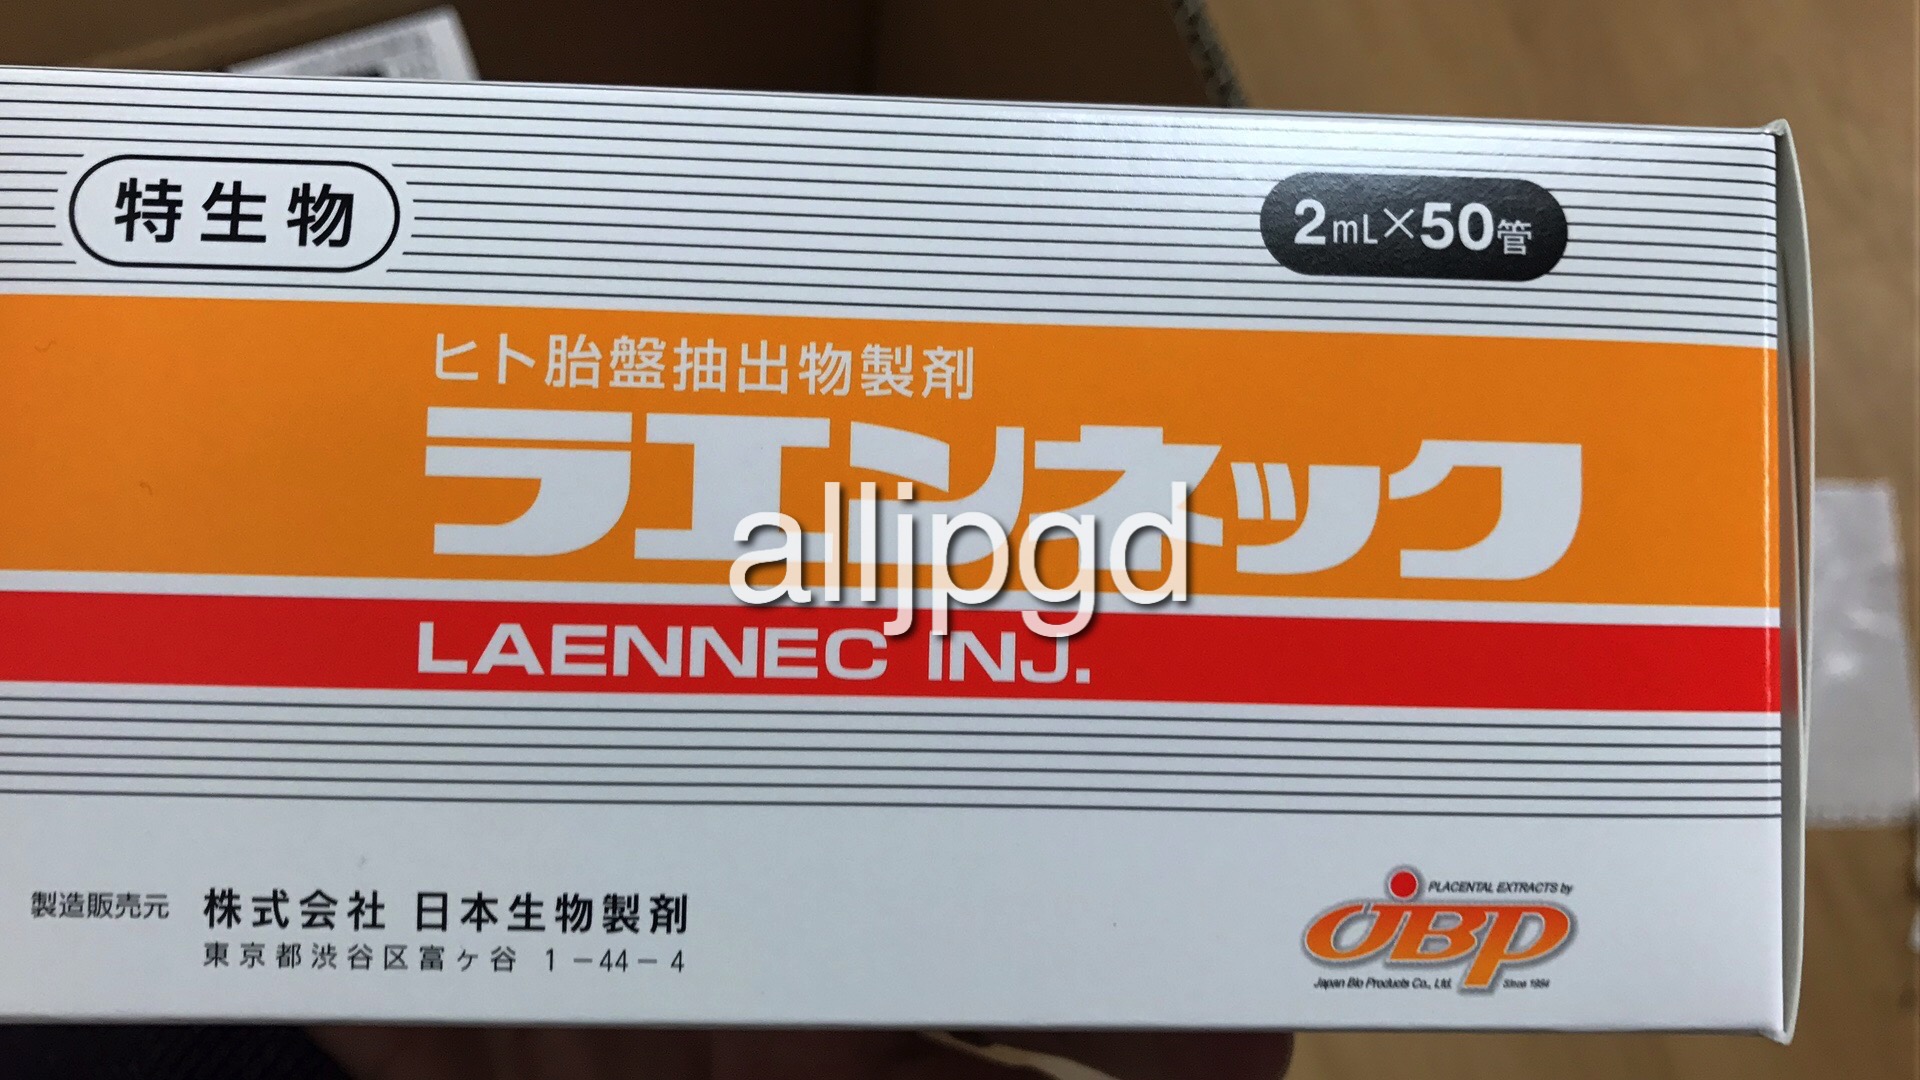 特生物
2mL×50管
ヒト胎盤抽出物製剤
ラエンネック
alljpgd
LAENNEC INJ.
製造販売元 株式会社 日本生物製剤
東京都渋谷区富ヶ谷 1-44-4
PLACENTAL EXTRACTS by
JBP
Japan Bio Products Co., Ltd. Since 1954